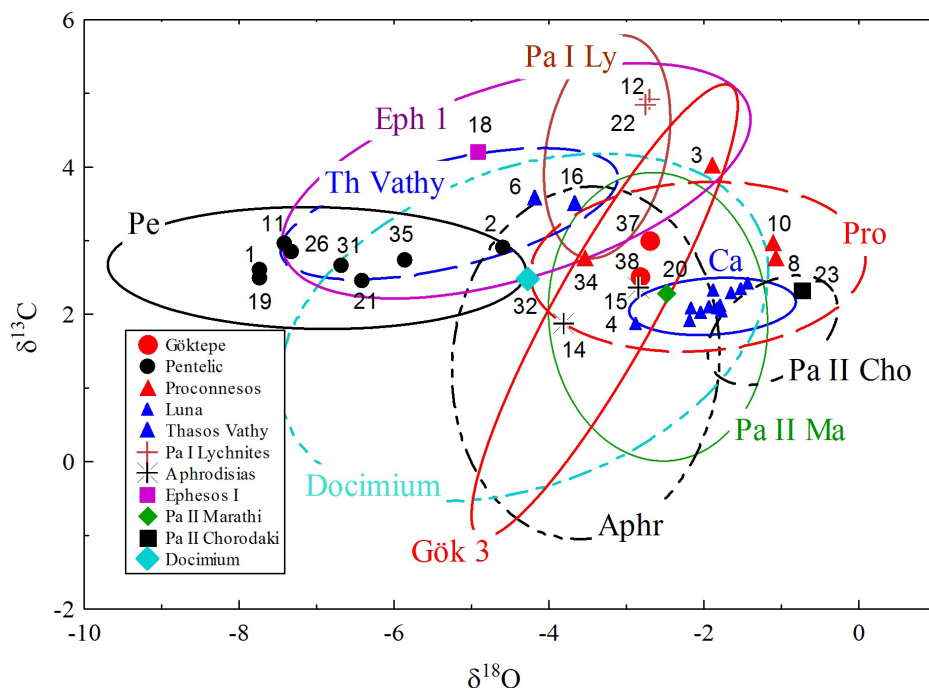 6
4
2
0
-2
-10
-8
-6
-4
-2
0
δ¹³C
δ¹⁸O
Pa I Ly
Eph 1
Th Vathy
Pe
Pro
Ca
Pa II Cho
Pa II Ma
Docimium
Aphr
Gök 3
12
22
18
3
6
16
2
11
26
31
35
1
19
21
37
10
34
38
20
8
23
32
15
4
14
Göktepe
Pentelic
Proconnesos
Luna
Thasos Vathy
Pa I Lychnites
Aphrodisias
Ephesos I
Pa II Marathi
Pa II Chorodaki
Docimium